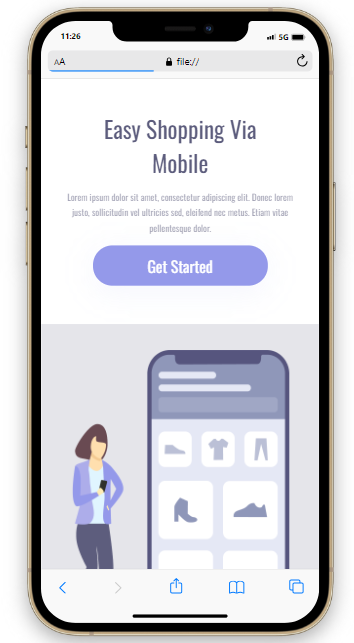 11:26
5G
AA
file://
Easy Shopping Via
Mobile
Lorem ipsum dolor sit amet, consectetur adipiscing elit. Donec lorem
justo, sollicitudin vel ultricies sed, eleifend nec metus. Etiam vitae
pellentesque dolor.
Get Started